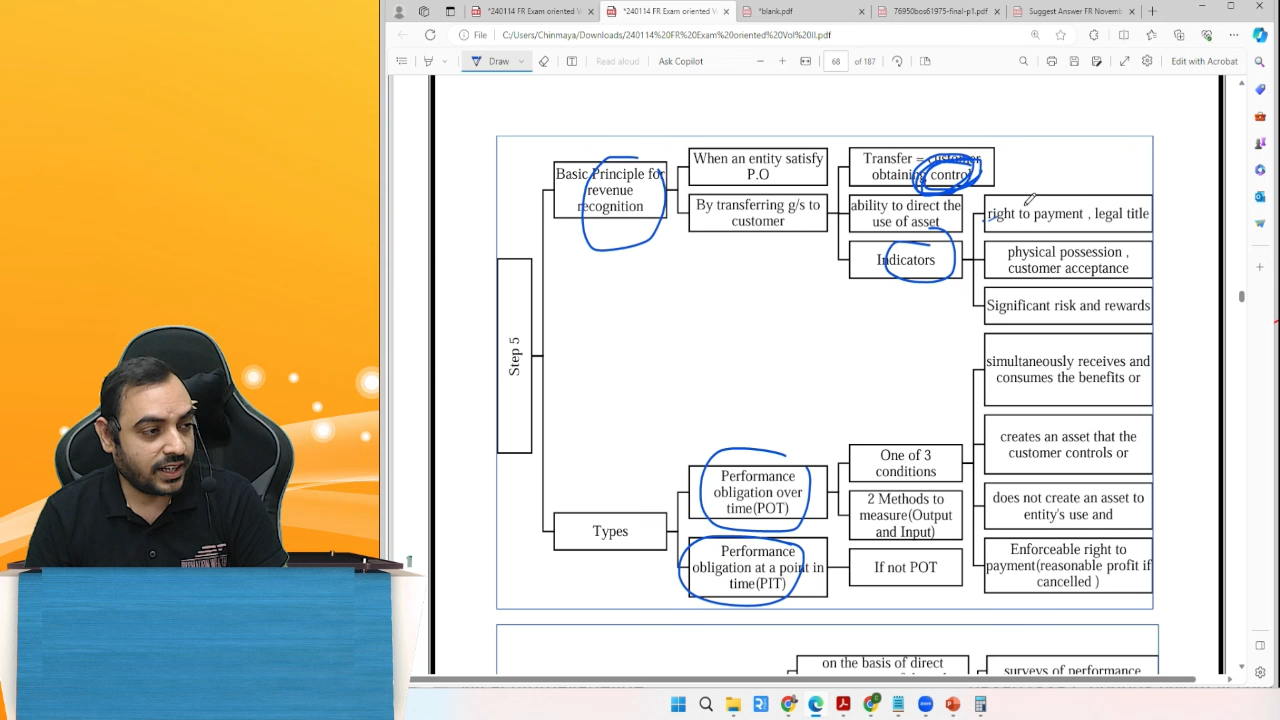 *240114 FR Exam oriented V
*240114 FR Exam oriented V
*blank.pdf
76950bos61975-final-p1.pdf
Suggest Answer FR Novemb
File
C:/Users/Chinmaya/Downloads/240114%20FR%20Exam%20oriented%20Vol%20II.pdf
Draw
Read aloud
Ask Copilot
68
of 187
Edit with Acrobat
Step 5
Basic Principle for
revenue
recognition
When an entity satisfy
P.O
By transferring g/s to
customer
Transfer = customer
obtaining control
ability to direct the
use of asset
Indicators
right to payment , legal title
physical possession ,
customer acceptance
Significant risk and rewards
Types
Performance
obligation over
time(POT)
One of 3
conditions
simultaneously receives and
consumes the benefits or
creates an asset that the
customer controls or
does not create an asset to
entity's use and
Enforceable right to
payment(reasonable profit if
cancelled )
2 Methods to
measure(Output
and Input)
Performance
obligation at a point in
time(PIT)
If not POT
on the basis of direct
surveys of performance